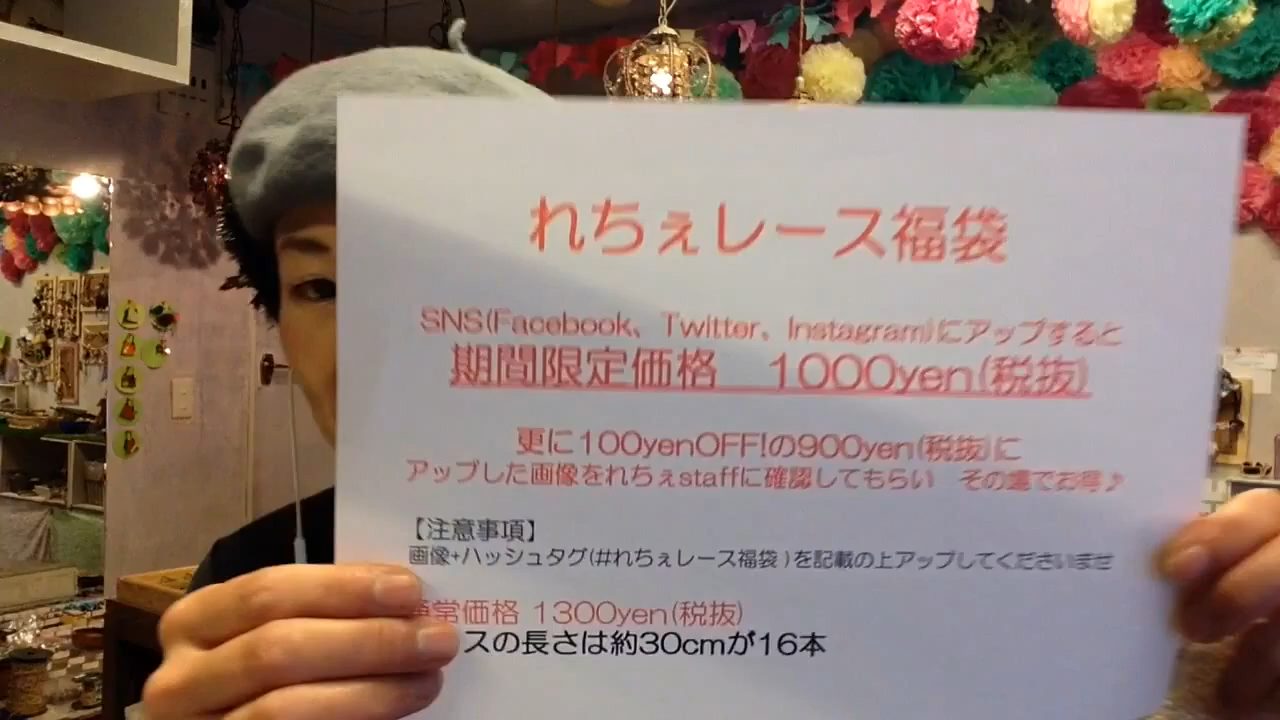 れちぇレース福袋
SNS(Facebook、Twitter、Instagram)にアップすると
期間限定価格　1000yen(税抜)
更に100yenOFF!の900yen(税抜)に
アップした画像をれちぇstaffに確認してもらい　その場でお得♪
【注意事項】
画像+ハッシュタグ(#れちぇレース福袋 )を記載の上アップしてくださいませ
常価格 1300yen(税抜)
スの長さは約30cmが16本